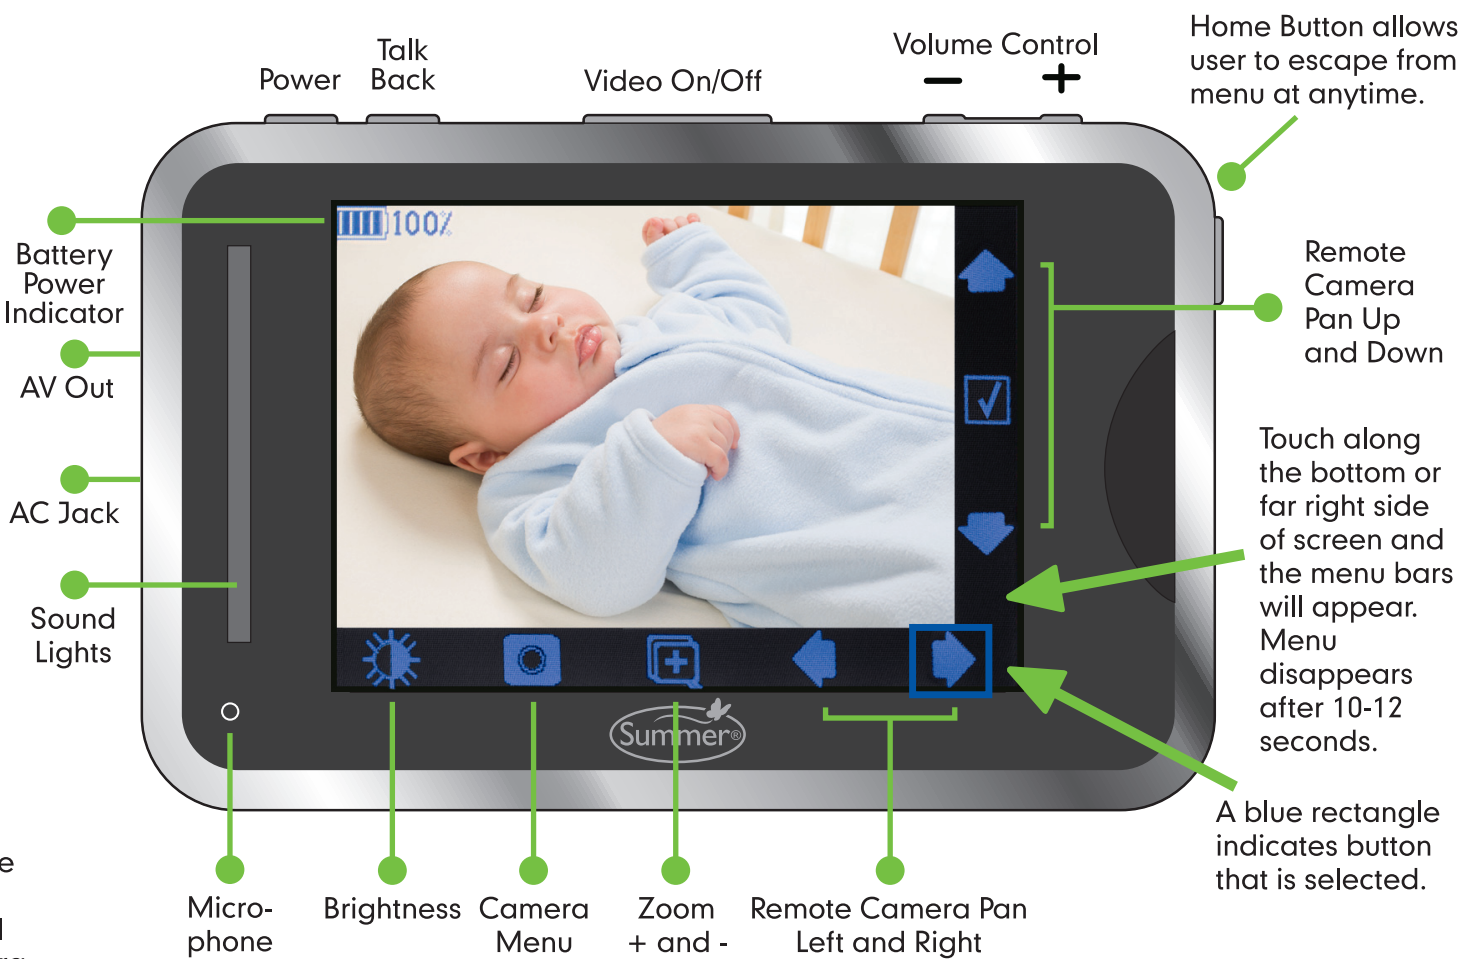 Home Button allows
user to escape from
menu at anytime.
Talk
Back
Power
Video On/Off
Volume Control
− +
100%
Battery
Power
Indicator
AV Out
AC Jack
Sound
Lights
Remote
Camera
Pan Up
and Down
Touch along
the bottom or
far right side
of screen and
the menu bars
will appear.
Menu
disappears
after 10-12
seconds.
A blue rectangle
indicates button
that is selected.
Summer®
Micro-
phone
Brightness
Camera
Menu
Zoom
+ and -
Remote Camera Pan
Left and Right